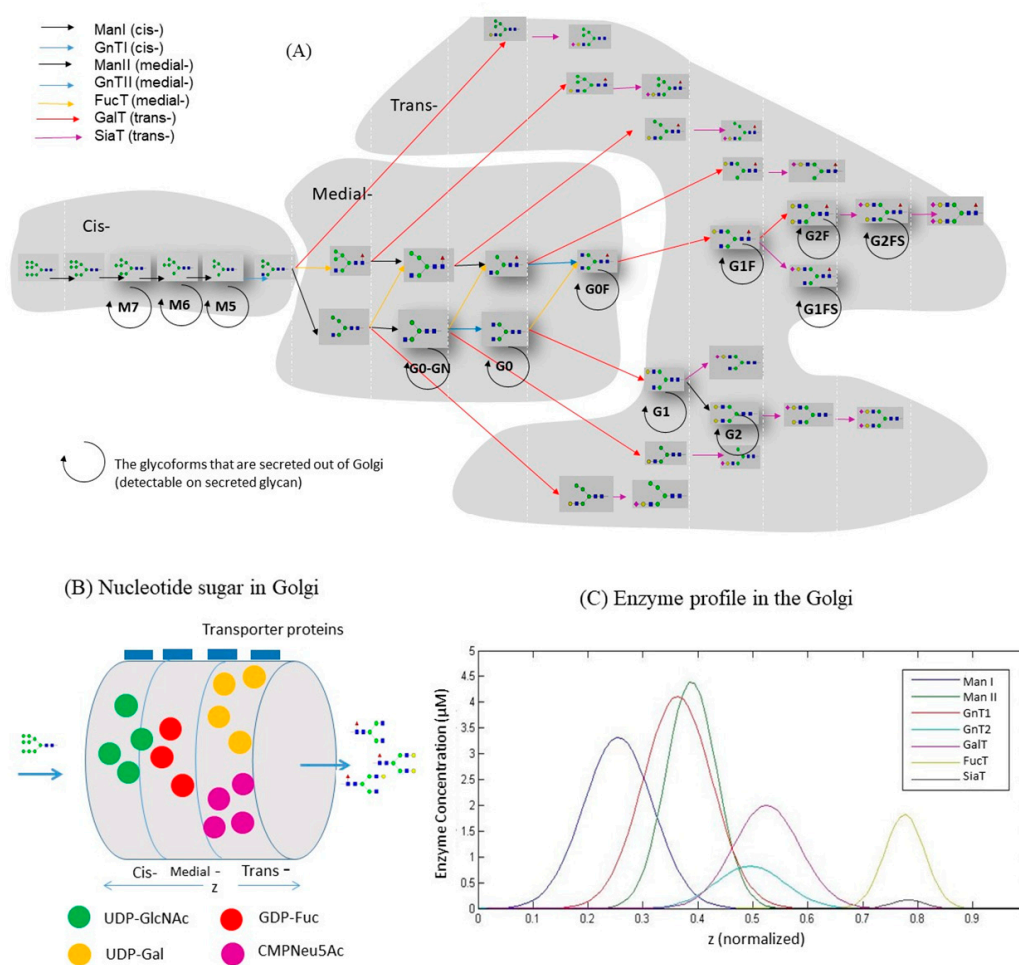 ManI (cis-)
GnTI (cis-)
ManII (medial-)
GnTII (medial-)
FucT (medial-)
GalT (trans-)
SiaT (trans-)
(A)
Trans-
Medial-
Cis-
M7
M6
M5
G0F
G0-GN
G0
G1F
G2F
G2FS
G1FS
G1
G2
The glycoforms that are secreted out of Golgi
(detectable on secreted glycan)
(B) Nucleotide sugar in Golgi
Transporter proteins
Cis-
Medial -
Trans -
z
UDP-GlcNAc
GDP-Fuc
UDP-Gal
CMPNeu5Ac
(C) Enzyme profile in the Golgi
Enzyme Concentration (µM)
5
4.5
4
3.5
3
2.5
2
1.5
1
0.5
0
0 0.1 0.2 0.3 0.4 0.5 0.6 0.7 0.8 0.9
z (normalized)
Man I
Man II
GnT1
GnT2
GalT
FucT
SiaT